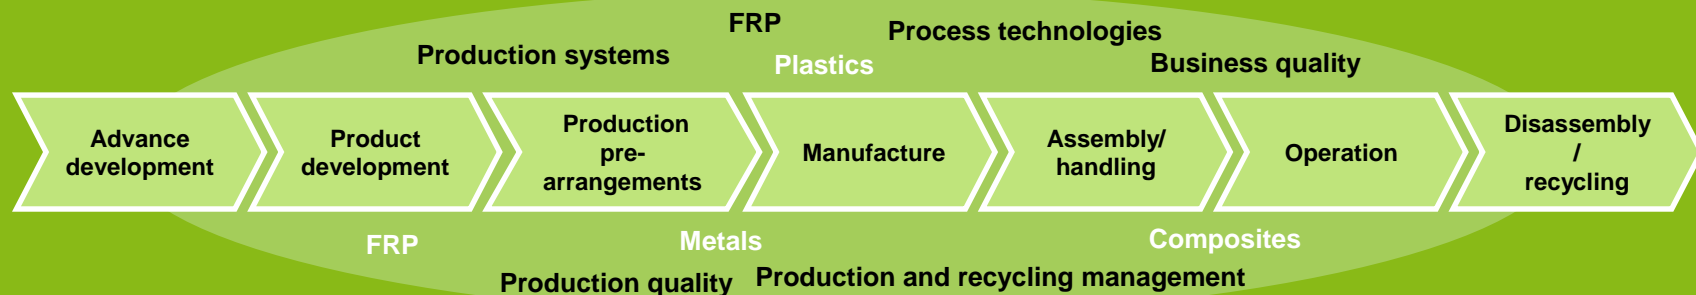 FRP
Process technologies
Production systems
Plastics
Business quality
Advance
development
Product
development
Production
pre-
arrangements
Manufacture
Assembly/
handling
Operation
Disassembly
/
recycling
FRP
Metals
Composites
Production quality
Production and recycling management